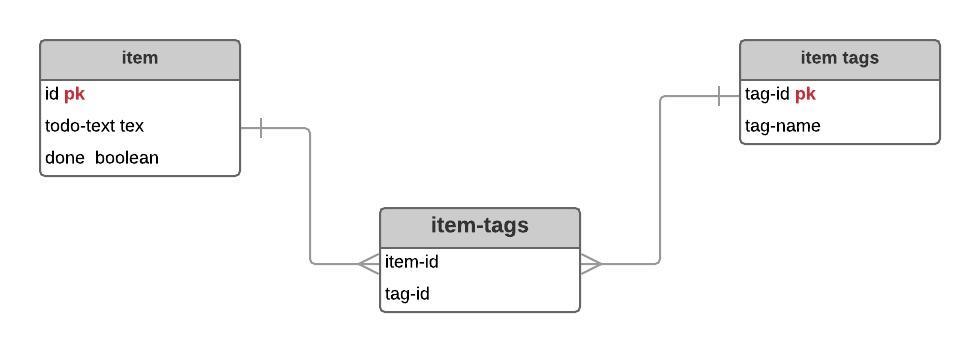 item
id pk
todo-text tex
done  boolean
item tags
tag-id pk
tag-name
item-tags
item-id
tag-id